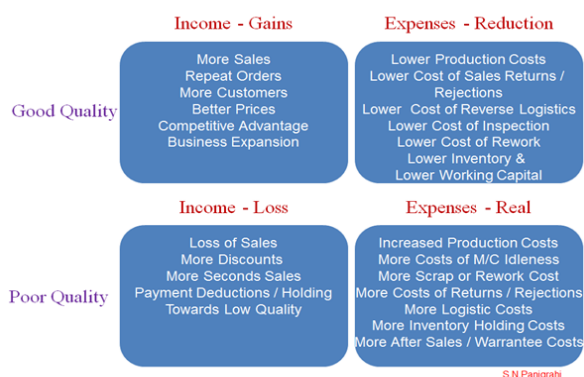 Income - Gains
Expenses - Reduction
Good Quality
More Sales
Repeat Orders
More Customers
Better Prices
Competitive Advantage
Business Expansion
Lower Production Costs
Lower Cost of Sales Returns /
Rejections
Lower Cost of Reverse Logistics
Lower Cost of Inspection
Lower Cost of Rework
Lower Inventory &
Lower Working Capital
Income - Loss
Expenses - Real
Poor Quality
Loss of Sales
More Discounts
More Seconds Sales
Payment Deductions / Holding
Towards Low Quality
Increased Production Costs
More Costs of M/C Idleness
More Scrap or Rework Cost
More Costs of Returns / Rejections
More Logistic Costs
More Inventory Holding Costs
More After Sales / Warrantee Costs
S N Panigrahi